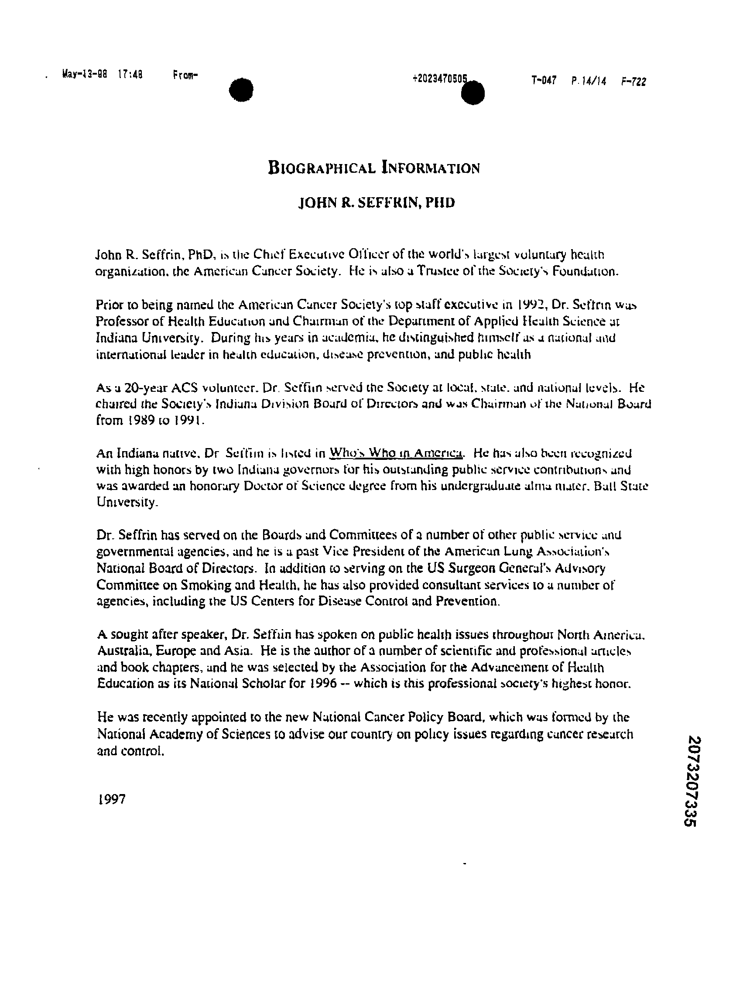 May-13-98 17:48 From- +2023470505 T-047 P.14/14 F-722
BIOGRAPHICAL INFORMATION
JOHN R. SEFFRIN, PHD
John R. Seffrin, PhD, is the Chief Executive Officer of the world's largest voluntary health
organization, the American Cancer Society. He is also a Trustee of the Society's Foundation.
Prior to being named the American Cancer Society's top staff executive in 1992, Dr. Seffrin was
Professor of Health Education and Chairman of the Department of Applied Health Science at
Indiana University. During his years in academia, he distinguished himself as a national and
international leader in health education, disease prevention, and public health
As a 20-year ACS volunteer, Dr. Seffrin served the Society at local, state, and national levels. He
chaired the Society's Indiana Division Board of Directors and was Chairman of the National Board
from 1989 to 1991.
An Indiana native, Dr Seffrin is listed in Who's Who in America. He has also been recognized
with high honors by two Indiana governors for his outstanding public service contributions and
was awarded an honorary Doctor of Science degree from his undergraduate alma mater, Ball State
University.
Dr. Seffrin has served on the Boards and Committees of a number of other public service and
governmental agencies, and he is a past Vice President of the American Lung Association's
National Board of Directors. In addition to serving on the US Surgeon General's Advisory
Committee on Smoking and Health, he has also provided consultant services to a number of
agencies, including the US Centers for Disease Control and Prevention.
A sought after speaker, Dr. Seffrin has spoken on public health issues throughout North America,
Australia, Europe and Asia. He is the author of a number of scientific and professional articles
and book chapters, and he was selected by the Association for the Advancement of Health
Education as its National Scholar for 1996 -- which is this professional society's highest honor.
He was recently appointed to the new National Cancer Policy Board, which was formed by the
National Academy of Sciences to advise our country on policy issues regarding cancer research
and control.
1997
2073207335